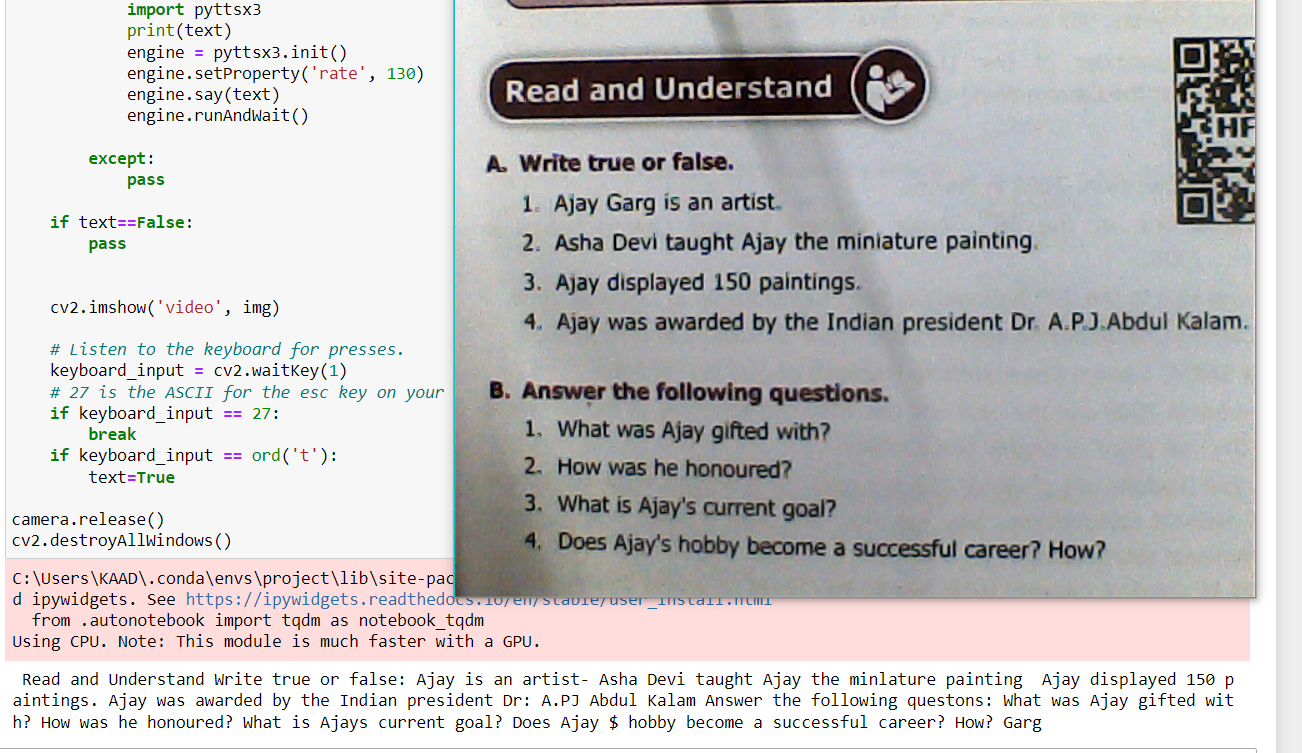 import pyttsx3
print(text)
engine = pyttsx3.init()
engine.setProperty('rate', 130)
engine.say(text)
engine.runAndWait()
except:
pass
if text==False:
pass
cv2.imshow('video', img)
# Listen to the keyboard for presses.
keyboard_input = cv2.waitKey(1)
# 27 is the ASCII for the esc key on your
if keyboard_input == 27:
break
if keyboard_input == ord('t'):
text=True
camera.release()
cv2.destroyAllWindows()
Read and Understand
HF
A. Write true or false.
1. Ajay Garg is an artist.
2. Asha Devi taught Ajay the miniature painting.
3. Ajay displayed 150 paintings.
4. Ajay was awarded by the Indian president Dr. A.P.J.Abdul Kalam.
B. Answer the following questions.
1. What was Ajay gifted with?
2. How was he honoured?
3. What is Ajay's current goal?
4. Does Ajay's hobby become a successful career? How?
C:\Users\KAAD\.conda\envs\project\lib\site-pac
d ipywidgets. See https://ipywidgets.readthedocs.io/en/stable/user_install.html
from .autonotebook import tqdm as notebook_tqdm
Using CPU. Note: This module is much faster with a GPU.
Read and Understand Write true or false: Ajay is an artist- Asha Devi taught Ajay the minlature painting Ajay displayed 150 p
aintings. Ajay was awarded by the Indian president Dr: A.PJ Abdul Kalam Answer the following questons: What was Ajay gifted wit
h? How was he honoured? What is Ajays current goal? Does Ajay $ hobby become a successful career? How? Garg